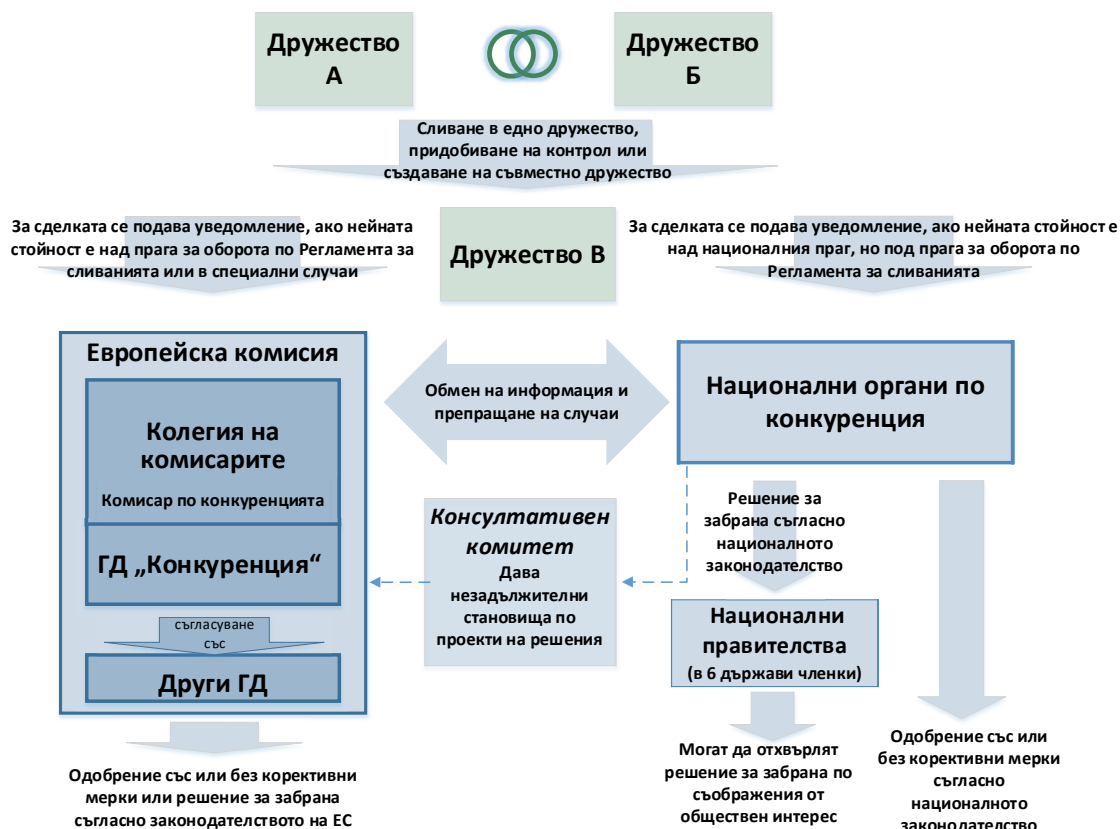 Дружество
А
Дружество
Б
Сливане в едно дружество,
придобиване на контрол или
създаване на съвместно дружество
За сделката се подава уведомление, ако нейната
стойност е над прага за оборота по Регламента за
сливанията или в специални случаи
Дружество В
За сделката се подава уведомление, ако нейната стойност е
над националния праг, но под прага за оборота по
Регламента за сливанията
Европейска комисия
Колегия на
комисарите
Комисар по конкуренцията
ГД „Конкуренция“
съгласуване
със
Други ГД
Обмен на информация и
препращане на случаи
Национални органи по
конкуренция
Консултативен
комитет
Дава
незадължителни
становища по
проекти на решения
Решение за
забрана съгласно
националното
законодателство
Национални
правителства
(в 6 държави членки)
Одобрение със или без корективни
мерки или решение за забрана
съгласно законодателството на ЕС
Могат да отхвърлят
решение за забрана по
съображения от
обществен интерес
Одобрение със или
без корективни мерки
съгласно
националното
законодателство